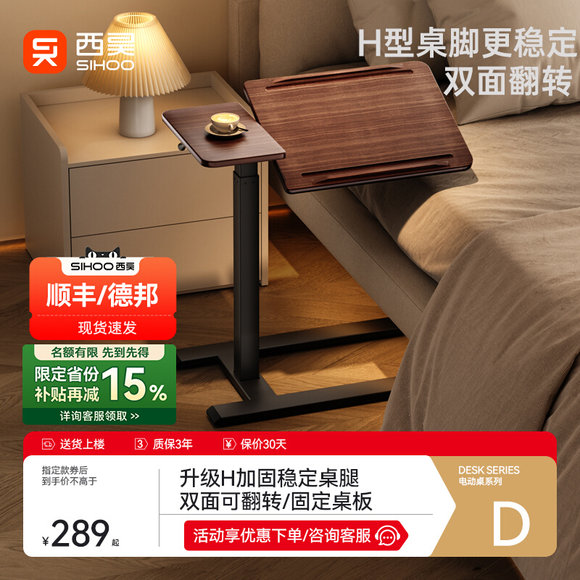 西昊
SIHOO
H型桌脚更稳定
双面翻转
SIHOO西昊
顺丰/德邦
现货速发
名额有限 先到先得
限定省份
补贴再减
15%
详询客服领取 >>
送货上楼
质保3年
保价30天
指定款券后
到手价不高于
¥289起
升级H加固稳定桌腿
双面可翻转/固定桌板
活动享优惠下单/咨询客服
DESK SERIES
电动桌系列
D